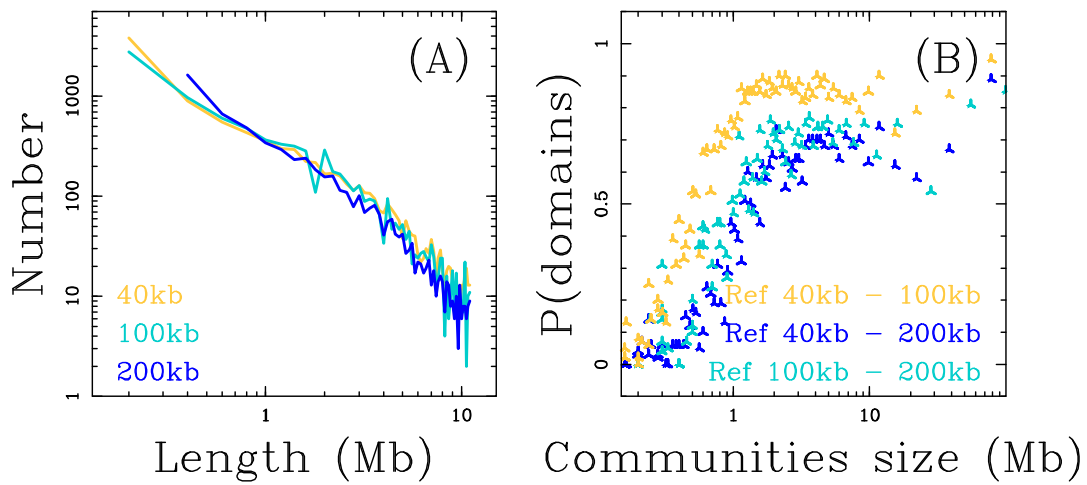 (A)
Number
1000
100
10
1
40kb
100kb
200kb
1
10
Length (Mb)
(B)
P(domains)
1
0.5
0
Ref 40kb − 100kb
Ref 40kb − 200kb
Ref 100kb − 200kb
1
10
Communities size (Mb)